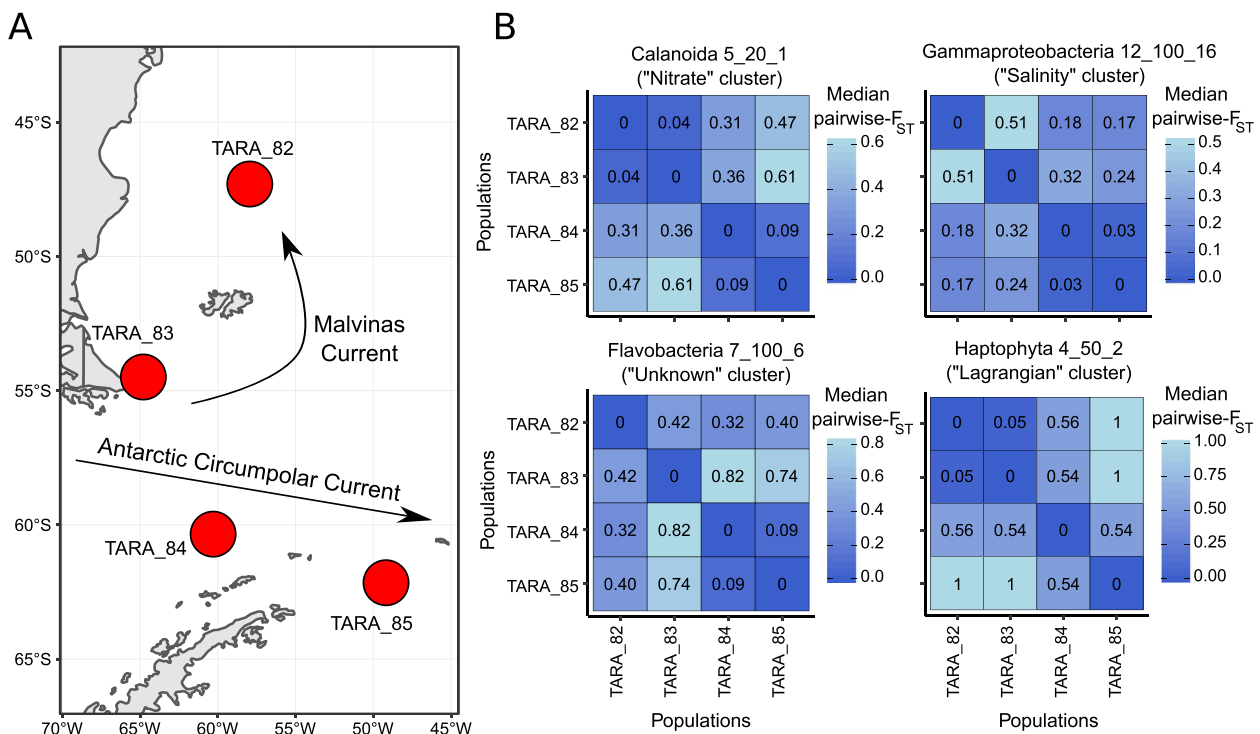 A
45°S
50°S
55°S
60°S
65°S
70°W
65°W
60°W
55°W
50°W
45°W
TARA_82
TARA_83
Malvinas
Current
Antarctic Circumpolar Current
TARA_84
TARA_85
B
Calanoida 5_20_1
("Nitrate" cluster)
Populations
TARA_82 0 0.04 0.31 0.47
TARA_83 0.04 0 0.36 0.61
TARA_84 0.31 0.36 0 0.09
TARA_85 0.47 0.61 0.09 0
Median
pairwise-FST
0.6
0.4
0.2
0.0
Gammaproteobacteria 12_100_16
("Salinity" cluster)
0 0.51 0.18 0.17
0.51 0 0.32 0.24
0.18 0.32 0 0.03
0.17 0.24 0.03 0
Median
pairwise-FST
0.5
0.4
0.3
0.2
0.1
0.0
Flavobacteria 7_100_6
("Unknown" cluster)
Populations
TARA_82 0 0.42 0.32 0.40
TARA_83 0.42 0 0.82 0.74
TARA_84 0.32 0.82 0 0.09
TARA_85 0.40 0.74 0.09 0
TARA_82
TARA_83
TARA_84
TARA_85
Populations
Median
pairwise-FST
0.8
0.6
0.4
0.2
0.0
Haptophyta 4_50_2
("Lagrangian" cluster)
0 0.05 0.56 1
0.05 0 0.54 1
0.56 0.54 0 0.54
1 1 0.54 0
TARA_82
TARA_83
TARA_84
TARA_85
Populations
Median
pairwise-FST
1.00
0.75
0.50
0.25
0.00